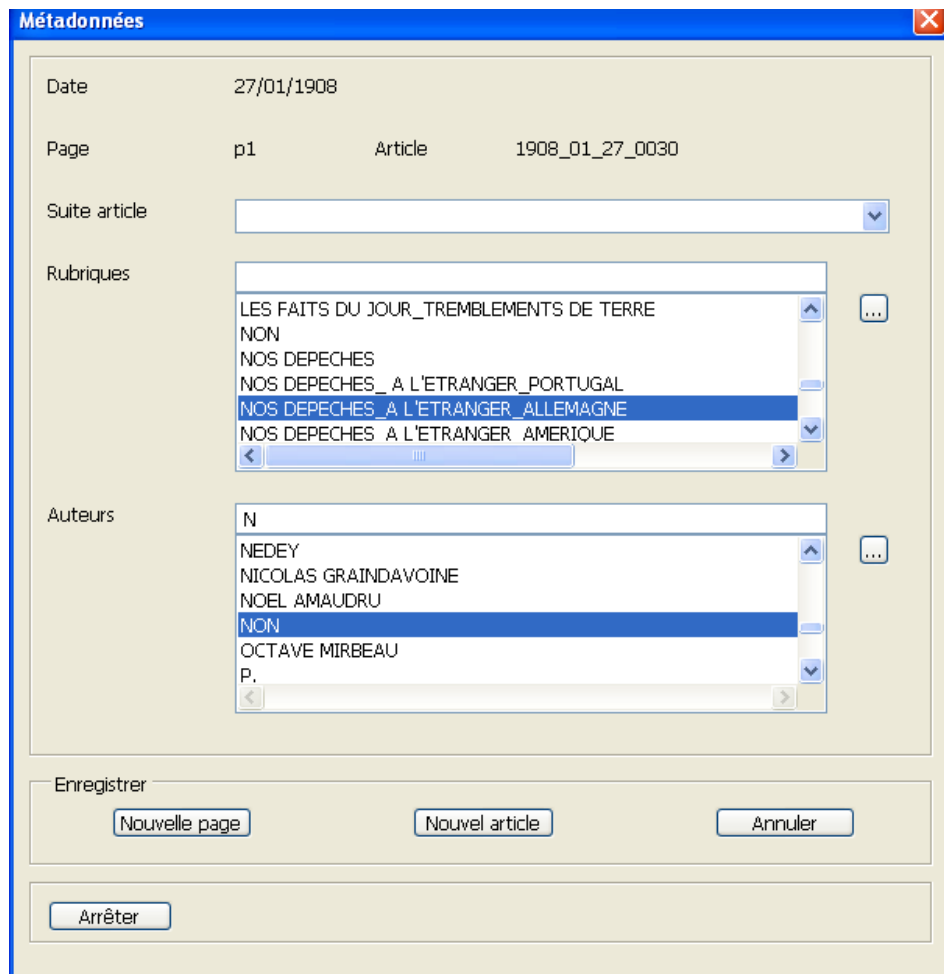 Métadonnées
Date 27/01/1908
Page p1 Article 1908_01_27_0030
Suite article
Rubriques
LES FAITS DU JOUR_TREMBLEMENTS DE TERRE
...
NON
NOS DEPECHES
NOS DEPECHES_ A L'ETRANGER_PORTUGAL
NOS DEPECHES_A L'ETRANGER_ALLEMAGNE
NOS DEPECHES_A L'ETRANGER_AMERIQUE
Auteurs N
NEDEY
...
NICOLAS GRAINDAVOINE
NOEL AMAUDRU
NON
OCTAVE MIRBEAU
P.
Enregistrer
Nouvelle page Nouvel article Annuler
Arrêter